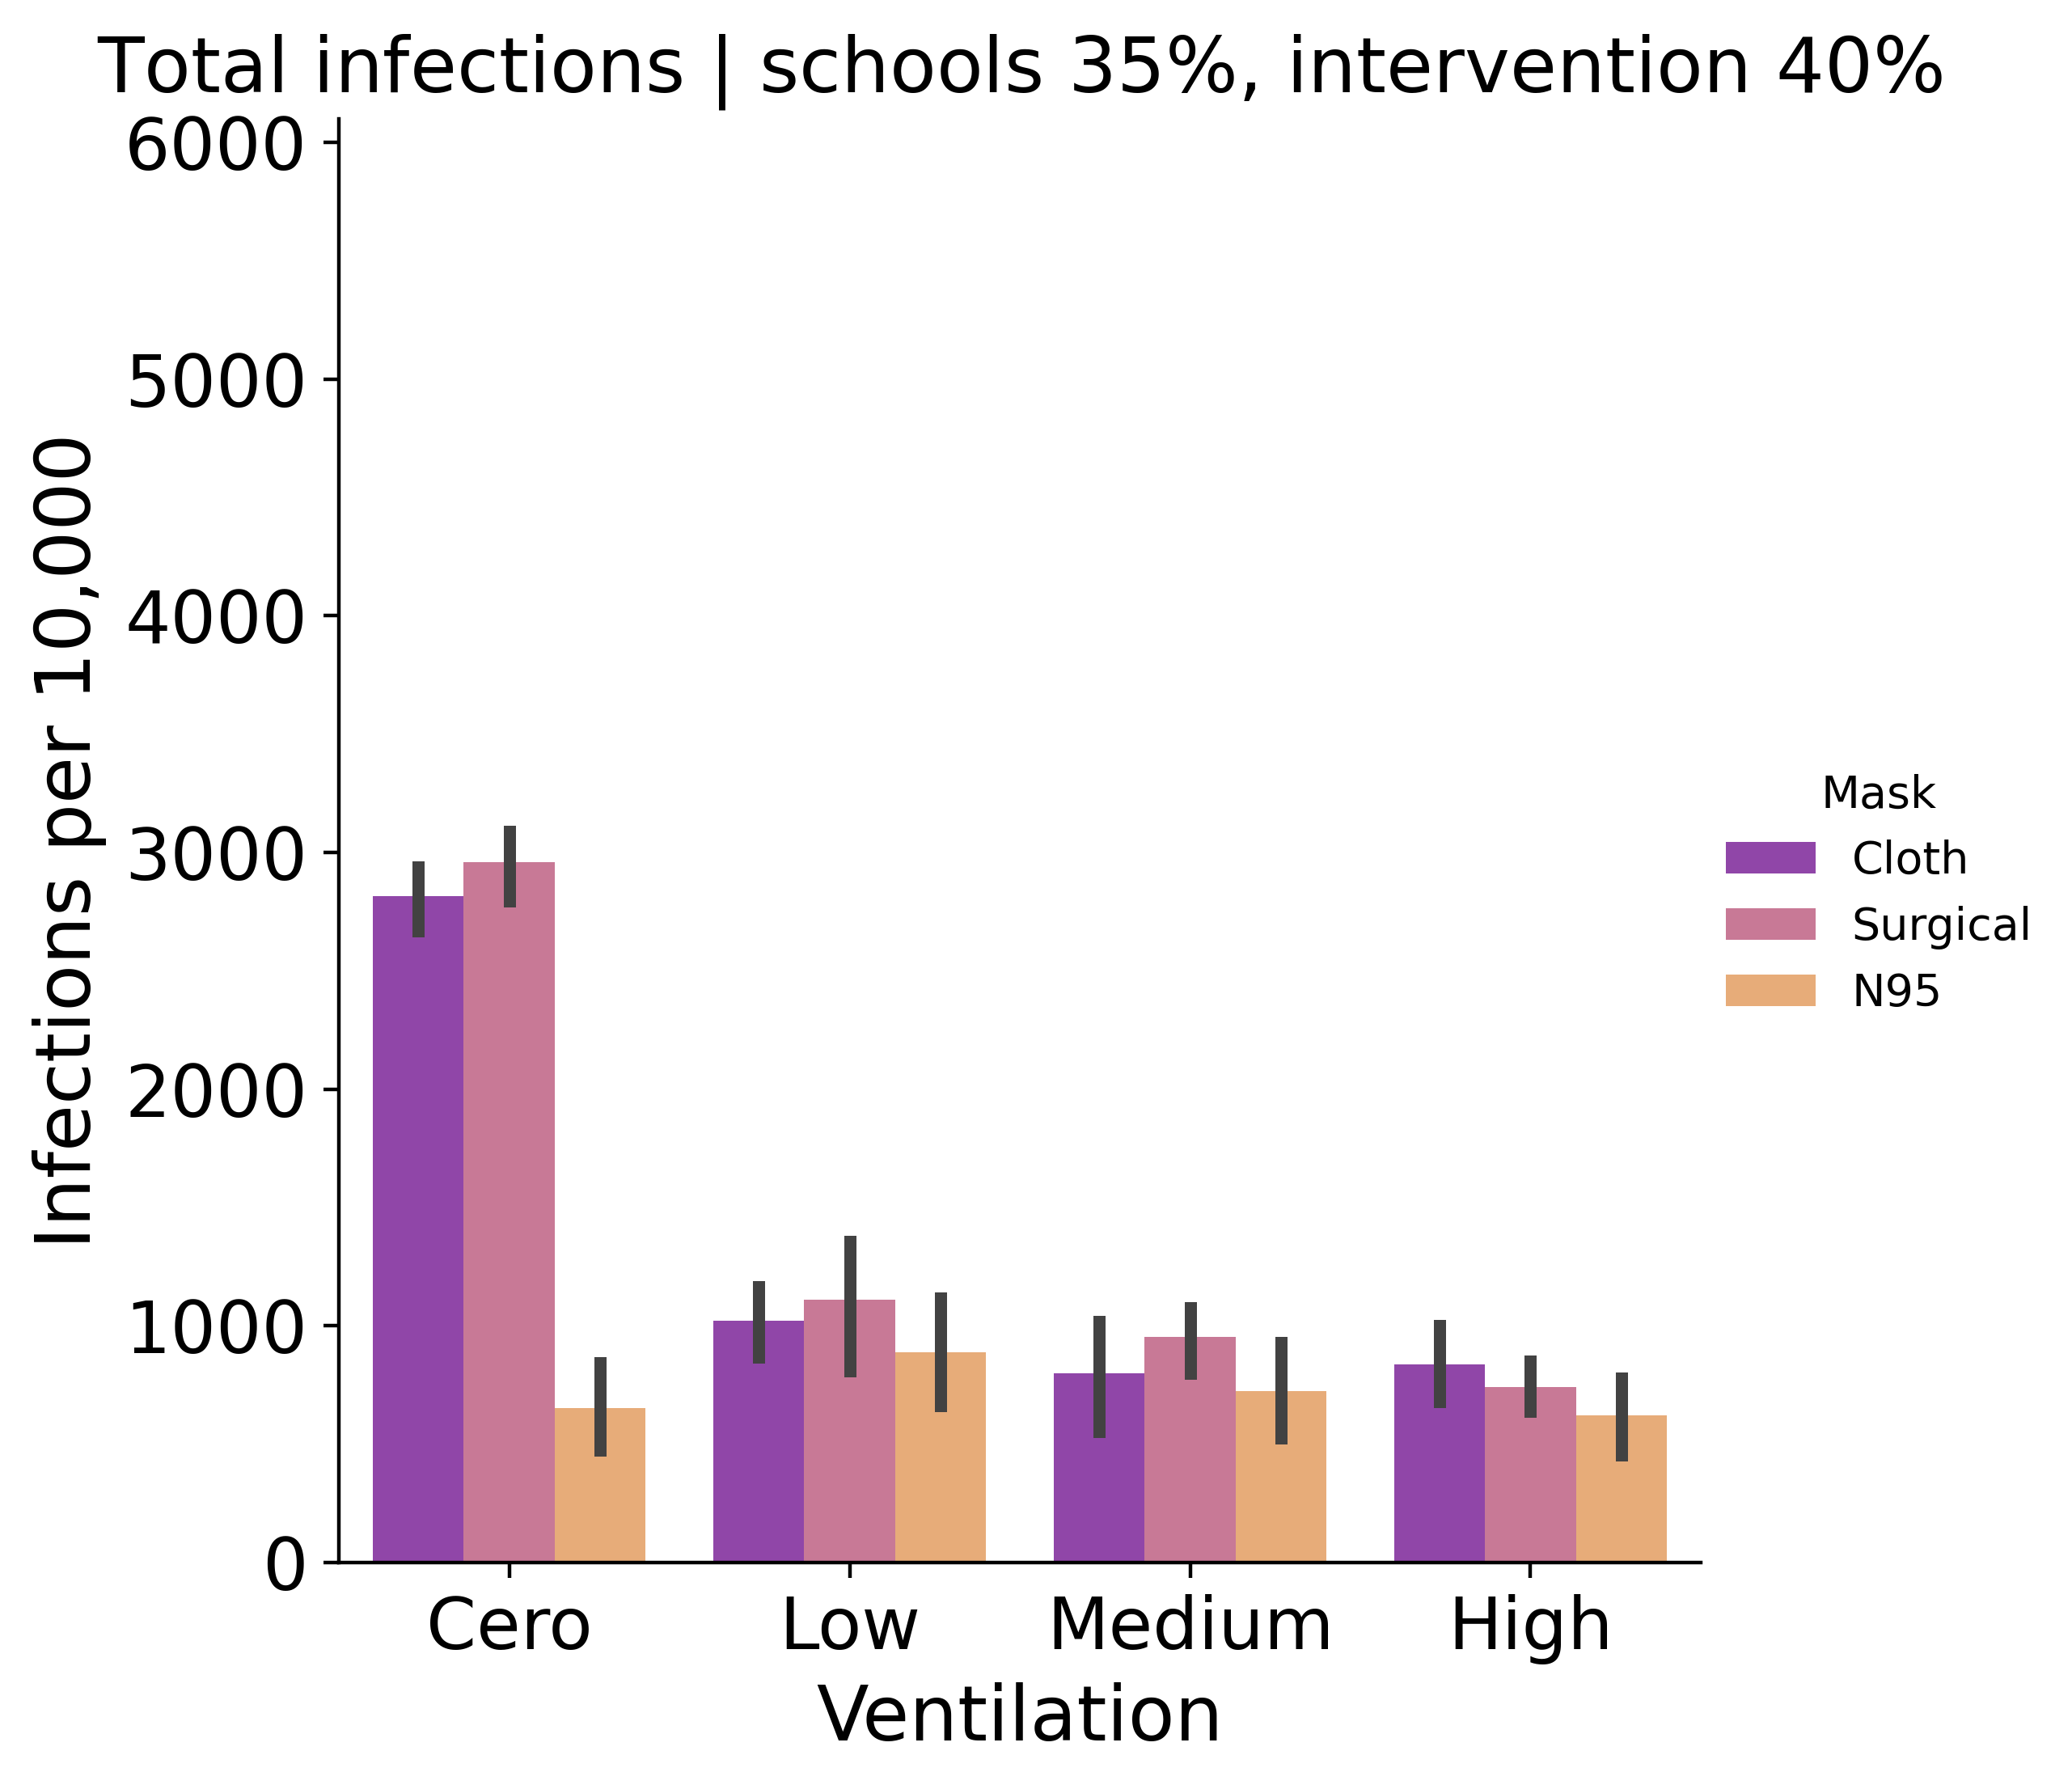 Total infections | schools 35%, intervention 40%
6000
5000
4000
3000
2000
1000
0
Infections per 10,000
Cero
Low
Medium
High
Ventilation
Mask
Cloth
Surgical
N95